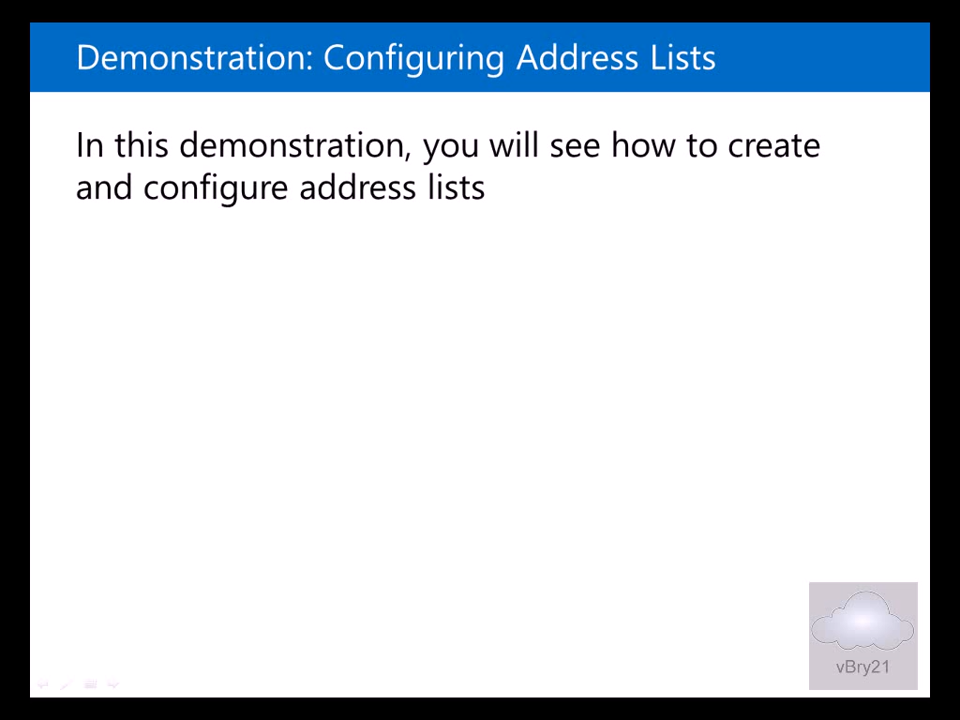 Demonstration: Configuring Address Lists
In this demonstration, you will see how to create
and configure address lists
vBry21